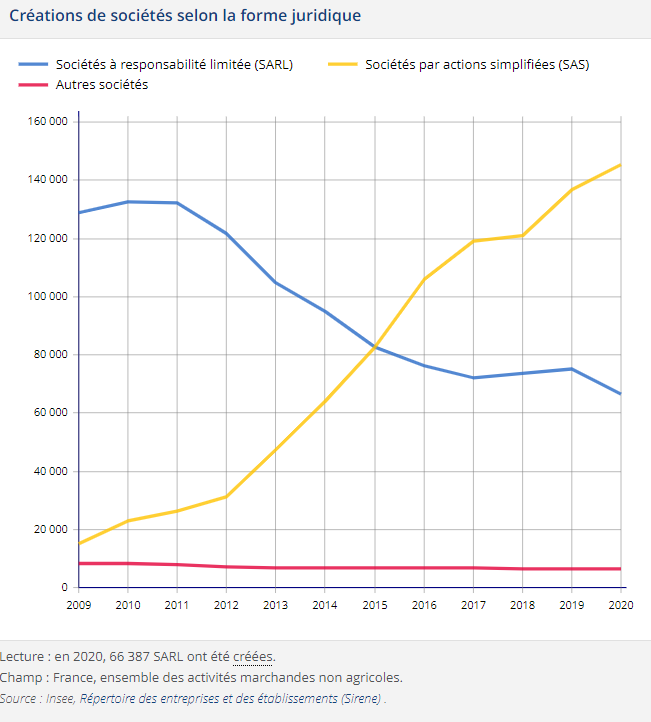 Créations de sociétés selon la forme juridique
Sociétés à responsabilité limitée (SARL)
Sociétés par actions simplifiées (SAS)
Autres sociétés
160 000
140 000
120 000
100 000
80 000
60 000
40 000
20 000
0
2009 2010 2011 2012 2013 2014 2015 2016 2017 2018 2019 2020
Lecture : en 2020, 66 387 SARL ont été créées.
Champ : France, ensemble des activités marchandes non agricoles.
Source : Insee, Répertoire des entreprises et des établissements (Sirene) .